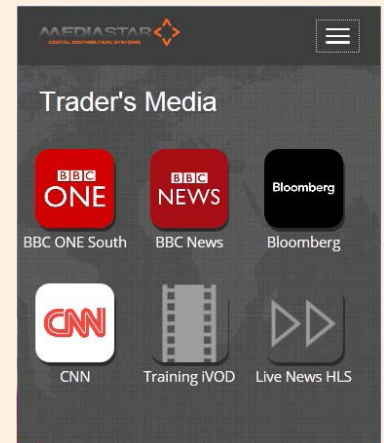 MEDIASTAR
DIGITAL DISTRIBUTION SYSTEMS
Trader's Media
BBC
ONE
BBC
NEWS
Bloomberg
BBC ONE South
BBC News
Bloomberg
CNN
CNN
Training iVOD
Live News HLS